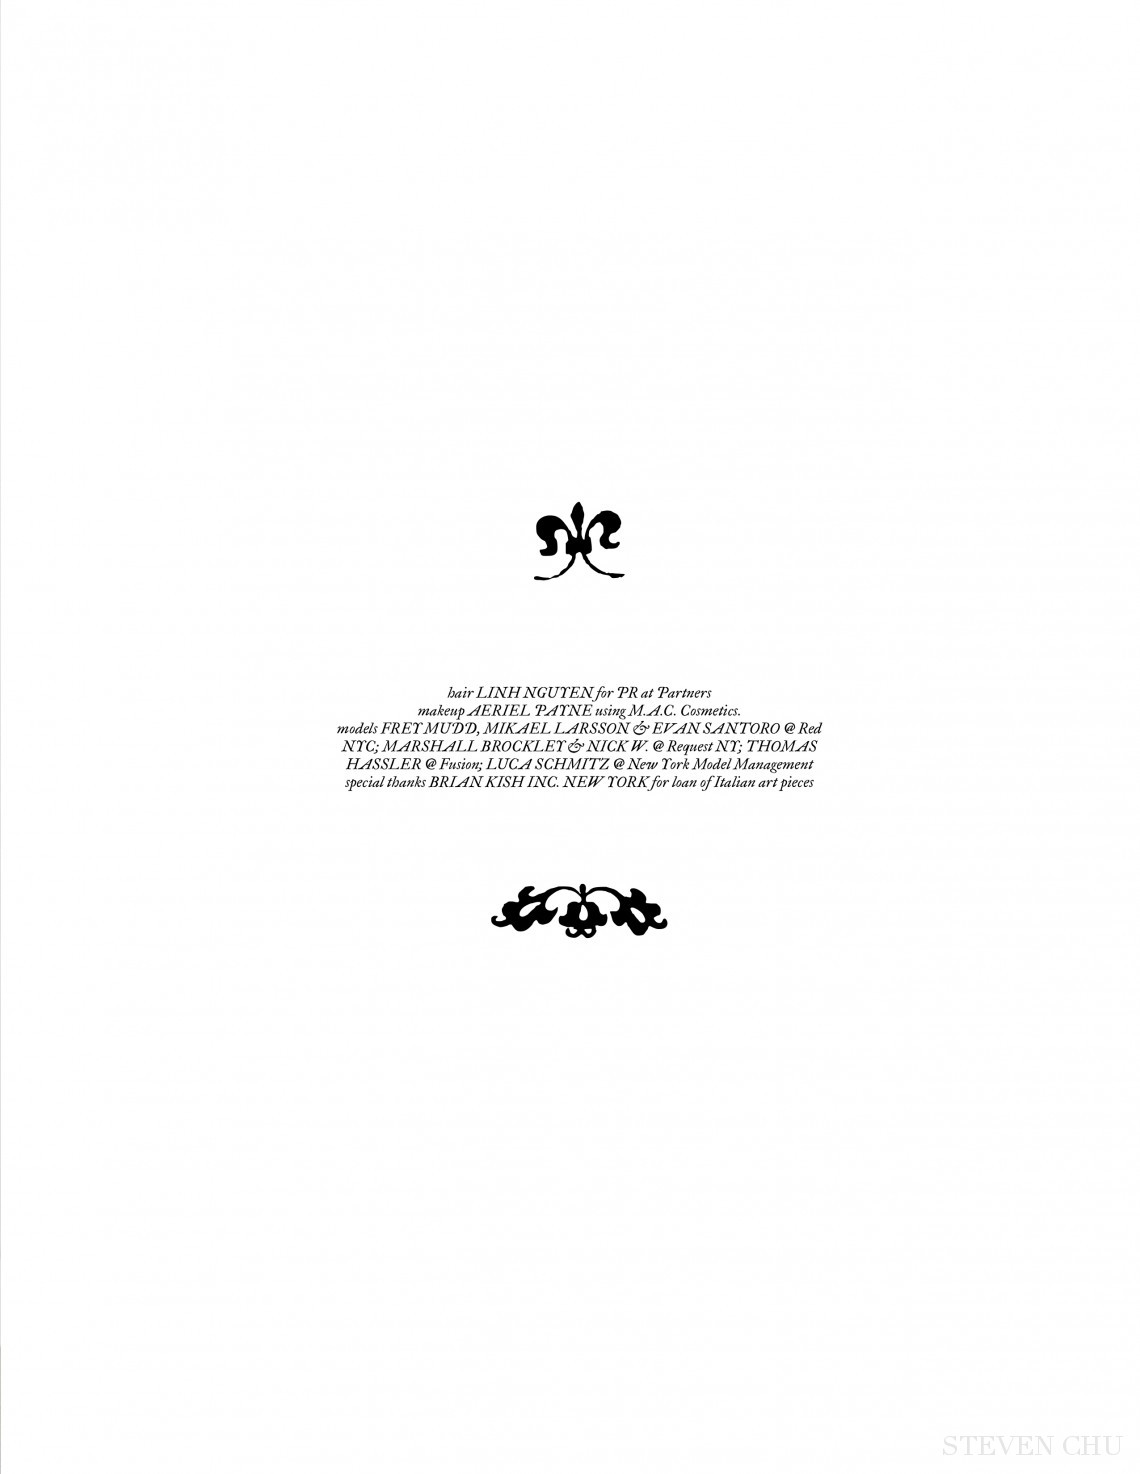 hair LINH NGUYEN for PR at Partners
makeup AERIEL PAYNE using M.A.C. Cosmetics.
models FREY MUDD, MIKAEL LARSSON & EVAN SANTORO @ Red
NYC; MARSHALL BROCKLEY & NICK W. @ Request NY; THOMAS
HASSLER @ Fusion; LUCA SCHMITZ @ New York Model Management
special thanks BRIAN KISH INC. NEW YORK for loan of Italian art pieces
STEVEN CHU